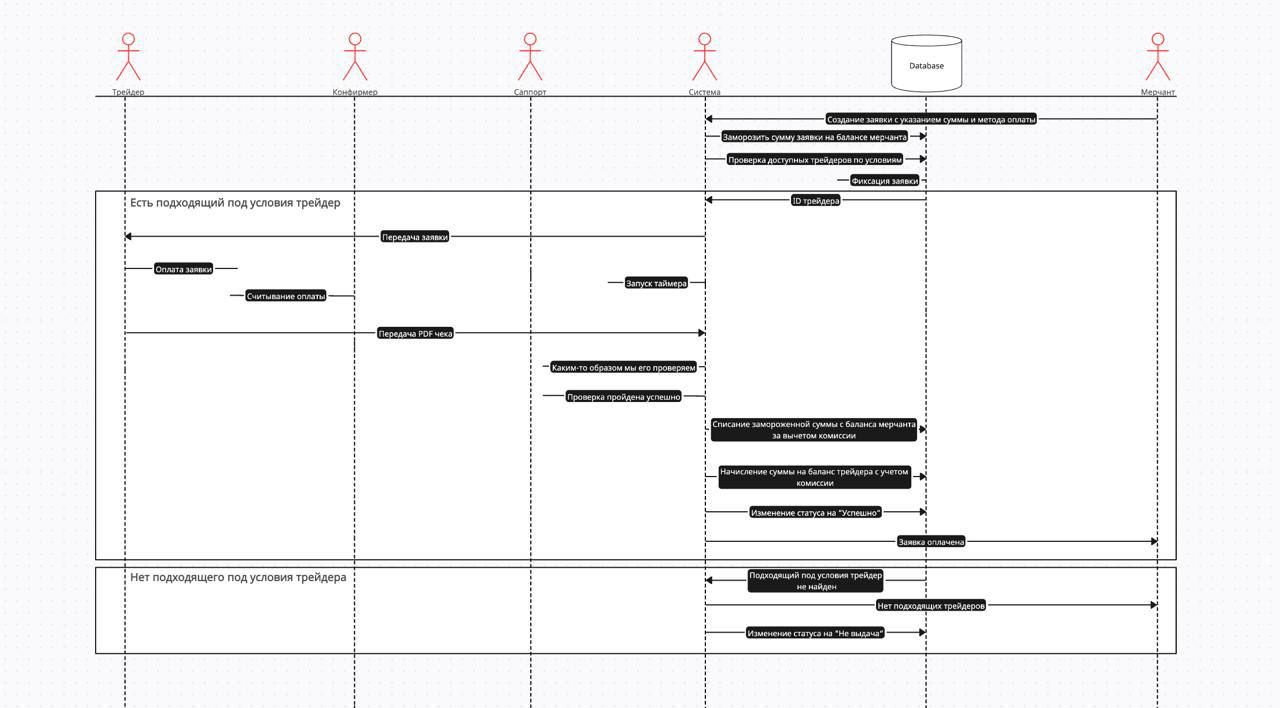 Трейдер
Конфирмер
Саппорт
Система
Database
Мерчант
Создание заявки с указанием суммы и метода оплаты
Заморозить сумму заявки на балансе мерчанта
Проверка доступных трейдеров по условиям
Фиксация заявки
Есть подходящий под условия трейдер
ID трейдера
Передача заявки
Оплата заявки
Запуск таймера
Считывание оплаты
Передача PDF чека
Каким-то образом мы его проверяем
Проверка пройдена успешно
Списание замороженной суммы с баланса мерчанта
за вычетом комиссии
Начисление суммы на баланс трейдера с учетом
комиссии
Изменение статуса на "Успешно"
Заявка оплачена
Нет подходящего под условия трейдера
Подходящий под условия трейдер
не найден
Нет подходящих трейдеров
Изменение статуса на "Не выдача"